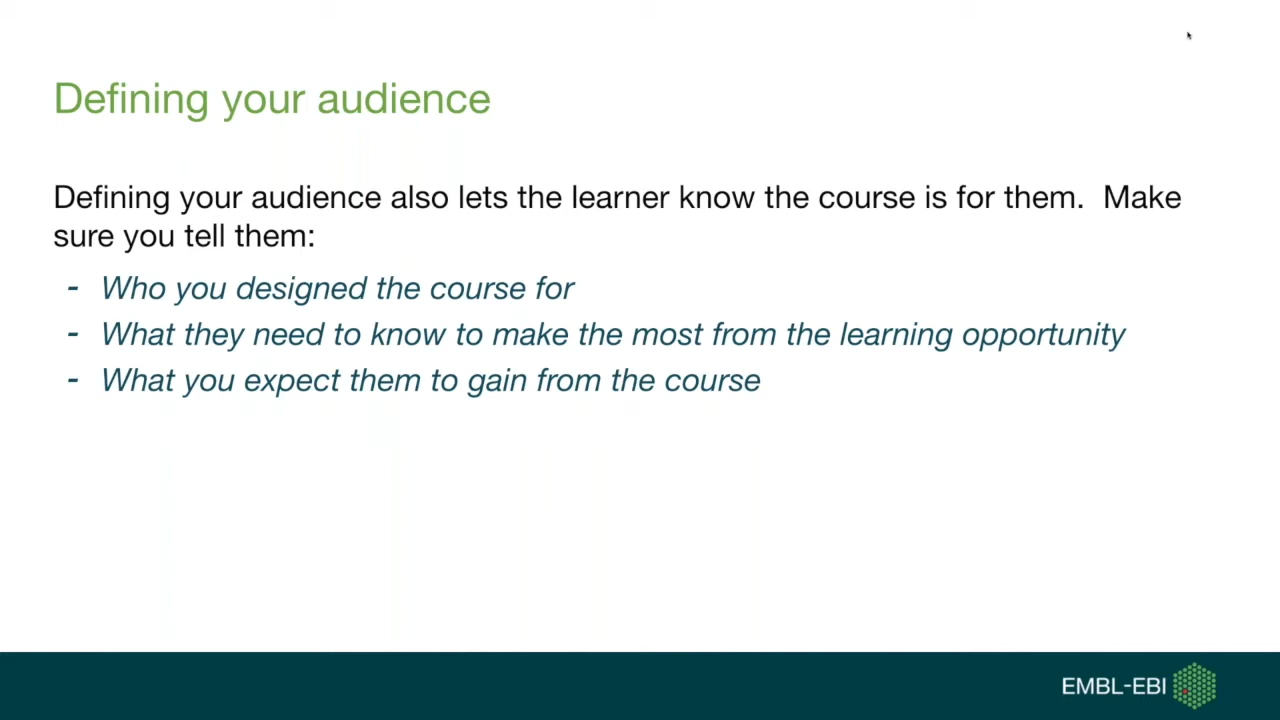 Defining your audience
Defining your audience also lets the learner know the course is for them.  Make
sure you tell them:
- Who you designed the course for
- What they need to know to make the most from the learning opportunity
- What you expect them to gain from the course
EMBL-EBI